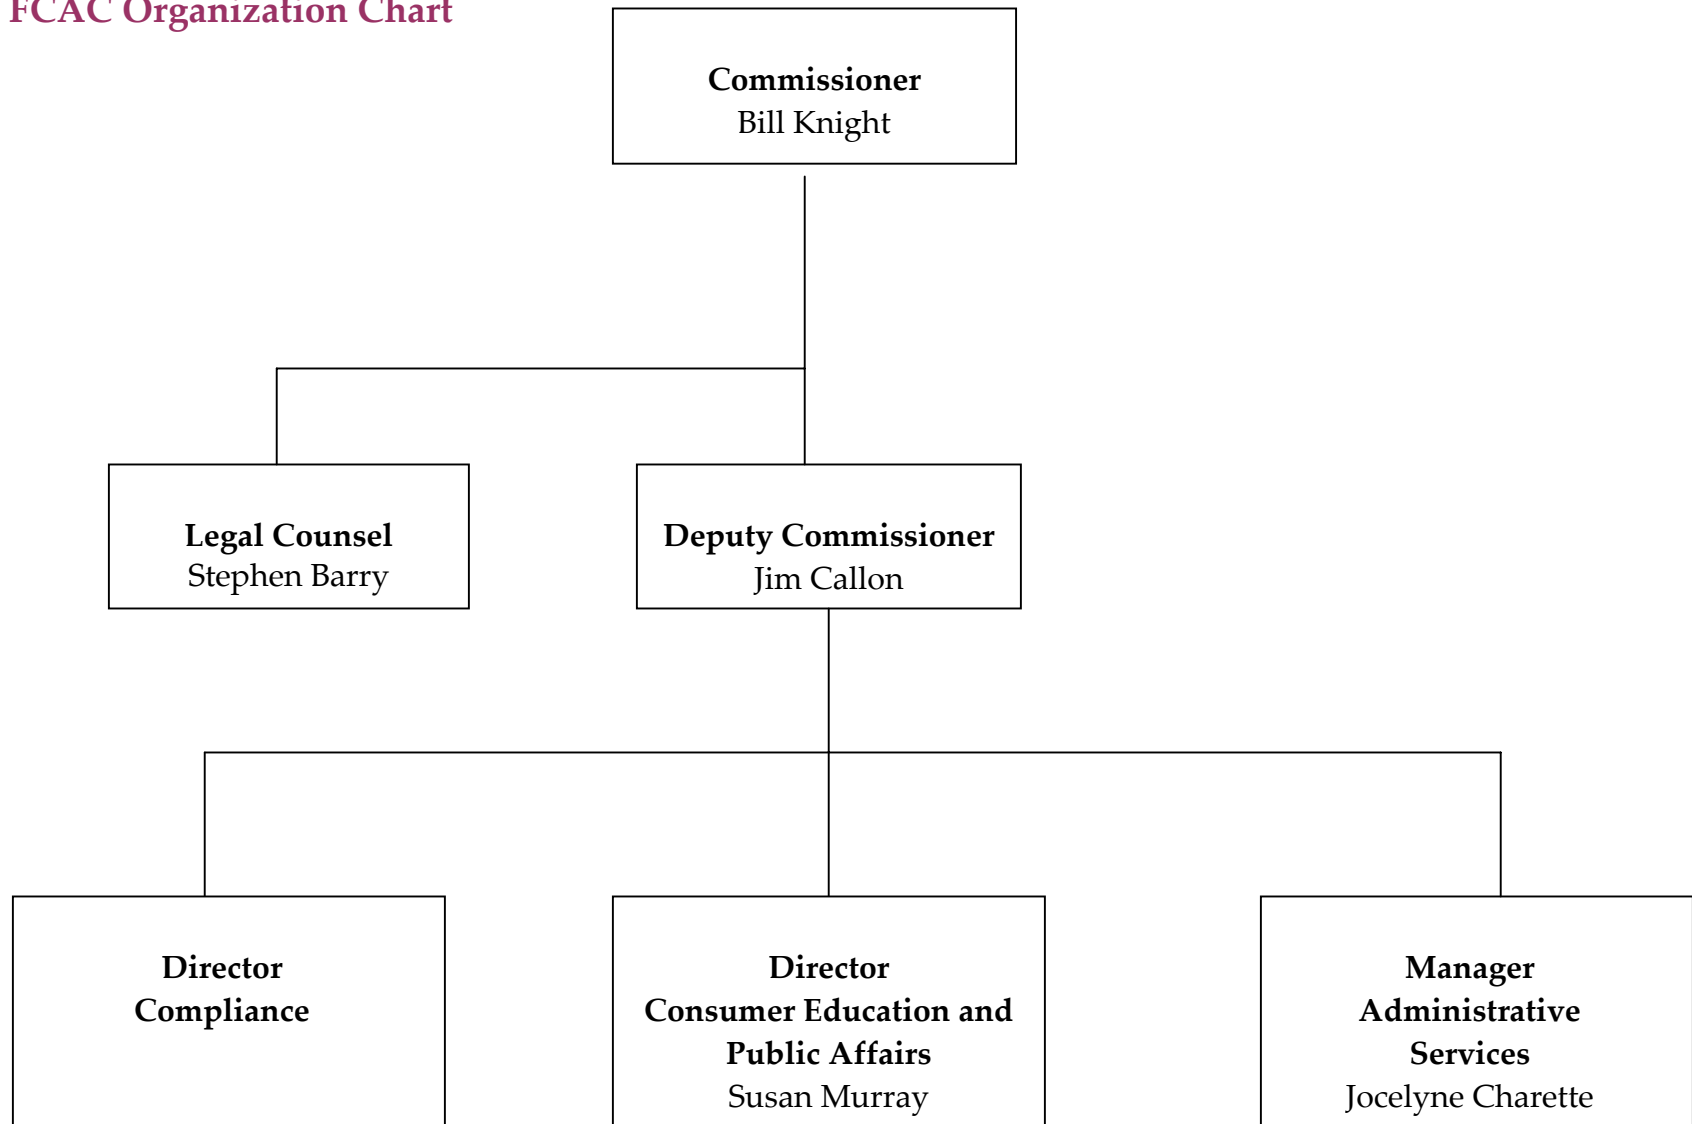 FCAC Organization Chart
Commissioner
Bill Knight
Legal Counsel
Stephen Barry
Deputy Commissioner
Jim Callon
Director
Compliance
Director
Consumer Education and
Public Affairs
Susan Murray
Manager
Administrative
Services
Jocelyne Charette